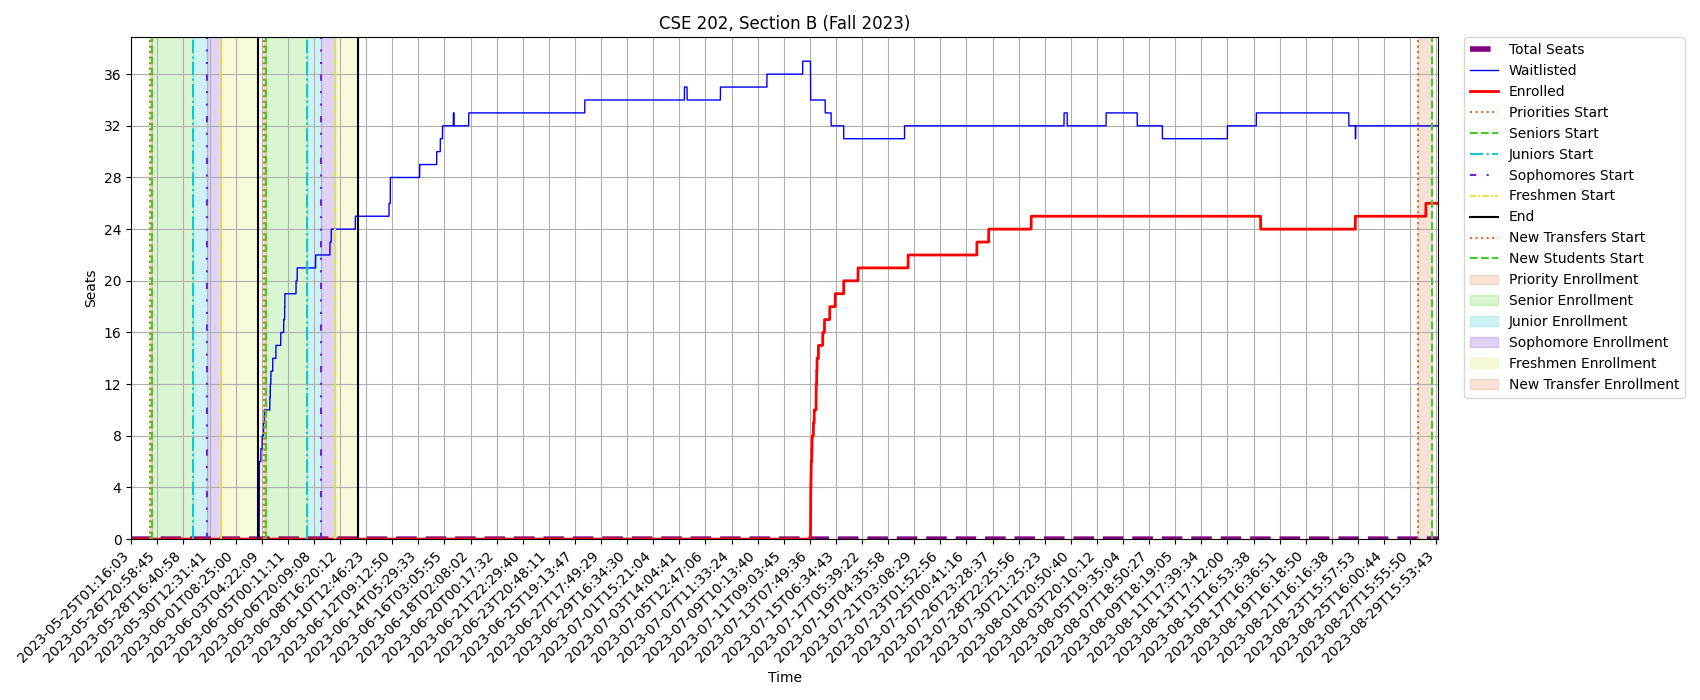 CSE 202, Section B (Fall 2023)
Seats
36
32
28
24
20
16
12
8
4
0
2023-05-25T01:16:03
2023-05-26T20:58:45
2023-05-28T16:40:58
2023-05-30T12:31:41
2023-06-01T08:25:00
2023-06-03T04:22:09
2023-06-05T00:11:11
2023-06-06T20:09:08
2023-06-08T16:20:12
2023-06-10T12:46:23
2023-06-12T09:12:50
2023-06-14T05:29:33
2023-06-16T03:05:55
2023-06-18T02:08:02
2023-06-20T00:17:32
2023-06-21T22:29:40
2023-06-23T20:48:11
2023-06-25T19:13:47
2023-06-27T17:49:29
2023-06-29T16:34:30
2023-07-01T15:21:04
2023-07-03T14:04:41
2023-07-05T12:47:06
2023-07-07T11:33:24
2023-07-09T10:13:40
2023-07-11T09:03:45
2023-07-13T07:49:36
2023-07-15T06:34:43
2023-07-17T05:39:22
2023-07-19T04:35:58
2023-07-21T03:08:29
2023-07-23T01:52:56
2023-07-25T00:41:16
2023-07-26T23:28:37
2023-07-28T22:25:56
2023-07-30T21:25:23
2023-08-01T20:50:40
2023-08-03T20:10:12
2023-08-05T19:35:04
2023-08-07T18:50:27
2023-08-09T18:19:05
2023-08-11T17:39:34
2023-08-13T17:12:00
2023-08-15T16:53:38
2023-08-17T16:36:51
2023-08-19T16:18:50
2023-08-21T16:16:38
2023-08-23T15:57:53
2023-08-25T16:00:44
2023-08-27T15:55:50
2023-08-29T15:53:43
Time
Total Seats
Waitlisted
Enrolled
Priorities Start
Seniors Start
Juniors Start
Sophomores Start
Freshmen Start
End
New Transfers Start
New Students Start
Priority Enrollment
Senior Enrollment
Junior Enrollment
Sophomore Enrollment
Freshmen Enrollment
New Transfer Enrollment